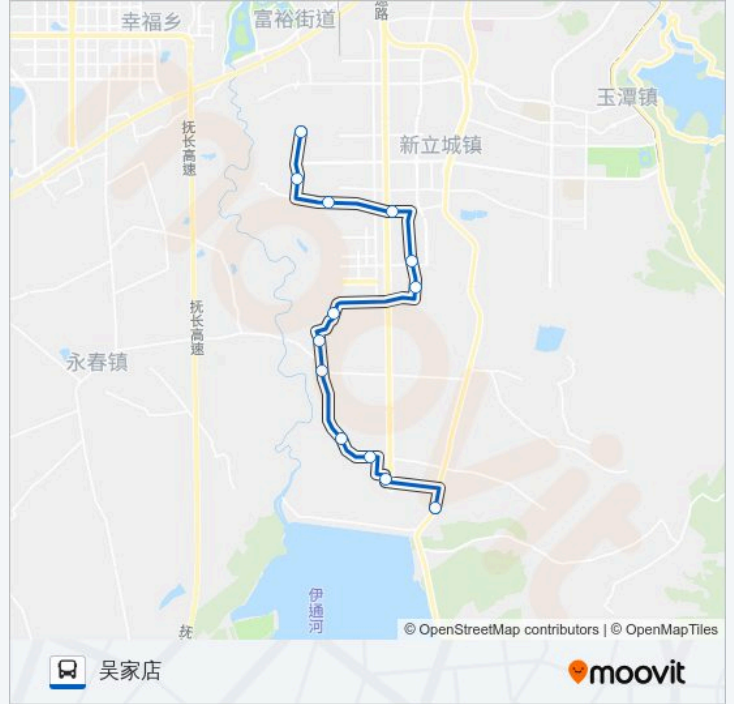 幸福乡
富裕街道
路
玉潭镇
抚长高速
新立城镇
抚长高速
永春镇
伊通河
抚
© OpenStreetMap contributors | © OpenMapTiles
吴家店
moovit
moovit